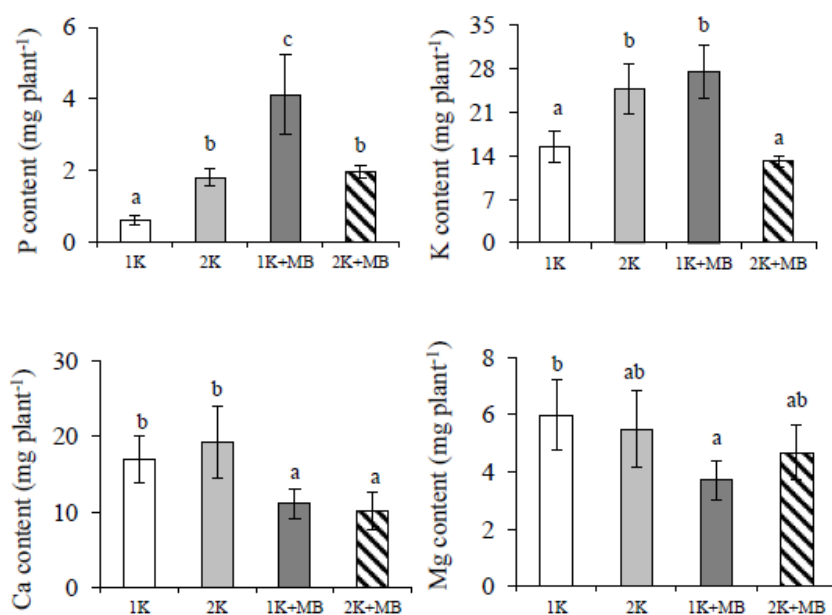 P content (mg plant⁻¹)
6
4
2
0
a
b
c
b
1K
2K
1K+MB
2K+MB
K content (mg plant⁻¹)
35
28
21
14
7
0
a
b
b
a
1K
2K
1K+MB
2K+MB
Ca content (mg plant⁻¹)
30
20
10
0
b
b
a
a
1K
2K
1K+MB
2K+MB
Mg content (mg plant⁻¹)
8
6
4
2
0
b
ab
a
ab
1K
2K
1K+MB
2K+MB